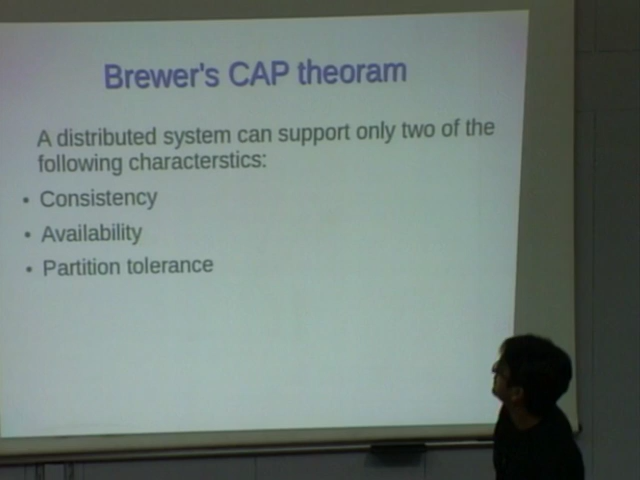 Brewer's CAP theoram
A distributed system can support only two of the
following characterstics:
• Consistency
• Availability
• Partition tolerance